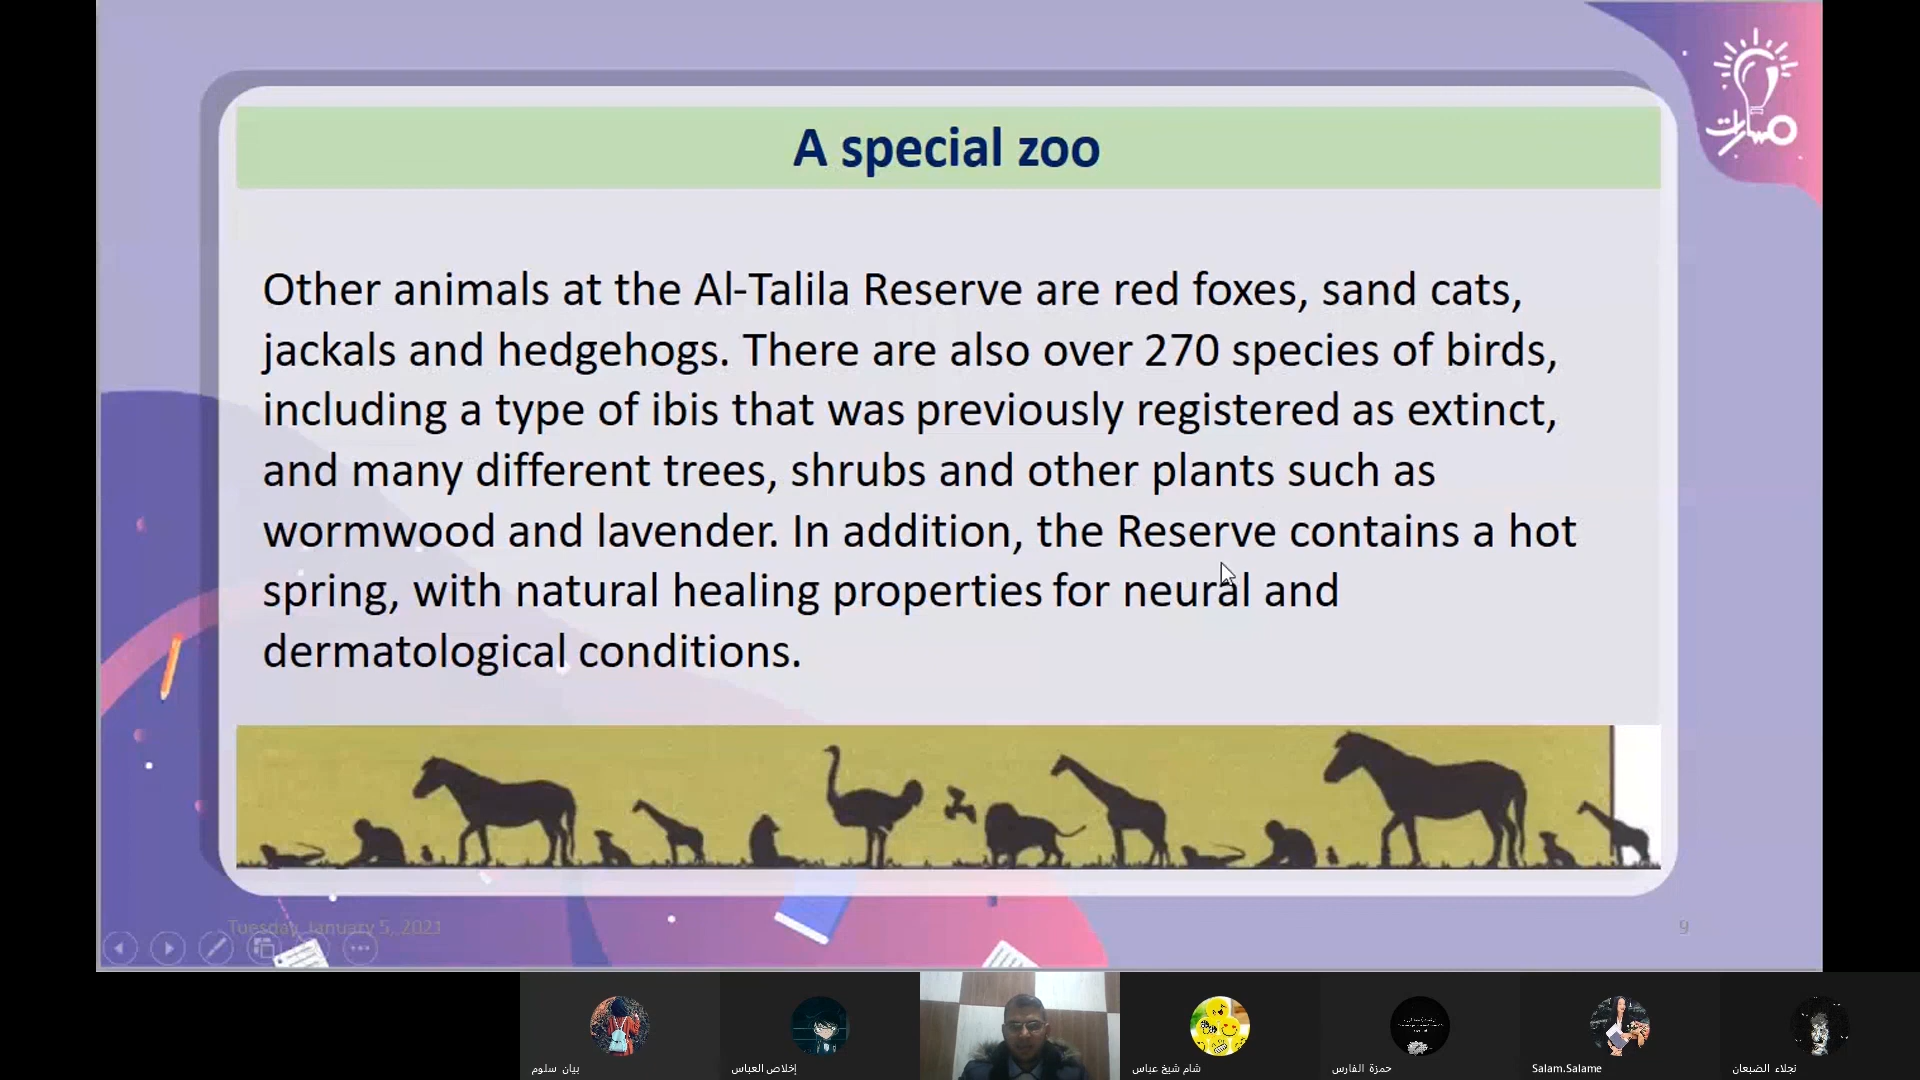 مسارات
A special zoo
Other animals at the Al-Talila Reserve are red foxes, sand cats,
jackals and hedgehogs. There are also over 270 species of birds,
including a type of ibis that was previously registered as extinct,
and many different trees, shrubs and other plants such as
wormwood and lavender. In addition, the Reserve contains a hot
spring, with natural healing properties for neural and
dermatological conditions.
Tuesday, January 5, 2021
9
بيان سلوم
إخلاص العباس
شام شيخ عباس
حمزة الفارس
Salam.Salame
نجلاء الضبعان